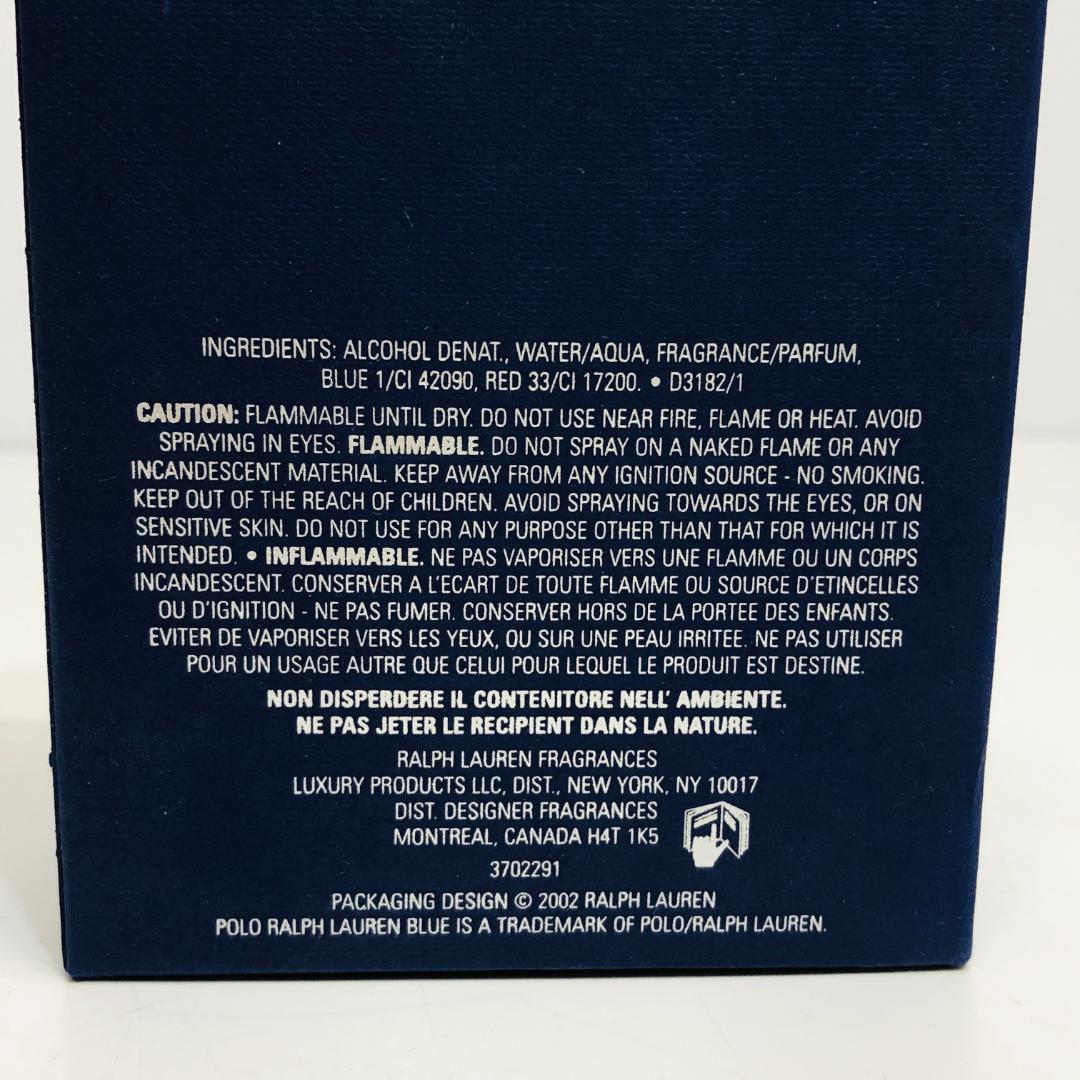 INGREDIENTS: ALCOHOL DENAT., WATER/AQUA, FRAGRANCE/PARFUM,
BLUE 1/CI 42090, RED 33/CI 17200. • D3182/1
CAUTION: FLAMMABLE UNTIL DRY. DO NOT USE NEAR FIRE, FLAME OR HEAT. AVOID
SPRAYING IN EYES. FLAMMABLE. DO NOT SPRAY ON A NAKED FLAME OR ANY
INCANDESCENT MATERIAL. KEEP AWAY FROM ANY IGNITION SOURCE - NO SMOKING.
KEEP OUT OF THE REACH OF CHILDREN. AVOID SPRAYING TOWARDS THE EYES, OR ON
SENSITIVE SKIN. DO NOT USE FOR ANY PURPOSE OTHER THAN THAT FOR WHICH IT IS
INTENDED. • INFLAMMABLE. NE PAS VAPORISER VERS UNE FLAMME OU UN CORPS
INCANDESCENT. CONSERVER A L'ECART DE TOUTE FLAMME OU SOURCE D'ETINCELLES
OU D'IGNITION - NE PAS FUMER. CONSERVER HORS DE LA PORTEE DES ENFANTS.
EVITER DE VAPORISER VERS LES YEUX, OU SUR UNE PEAU IRRITEE. NE PAS UTILISER
POUR UN USAGE AUTRE QUE CELUI POUR LEQUEL LE PRODUIT EST DESTINE.
NON DISPERDERE IL CONTENITORE NELL' AMBIENTE.
NE PAS JETER LE RECIPIENT DANS LA NATURE.
RALPH LAUREN FRAGRANCES
LUXURY PRODUCTS LLC, DIST., NEW YORK, NY 10017
DIST. DESIGNER FRAGRANCES
MONTREAL, CANADA H4T 1K5
3702291
PACKAGING DESIGN © 2002 RALPH LAUREN
POLO RALPH LAUREN BLUE IS A TRADEMARK OF POLO/RALPH LAUREN.